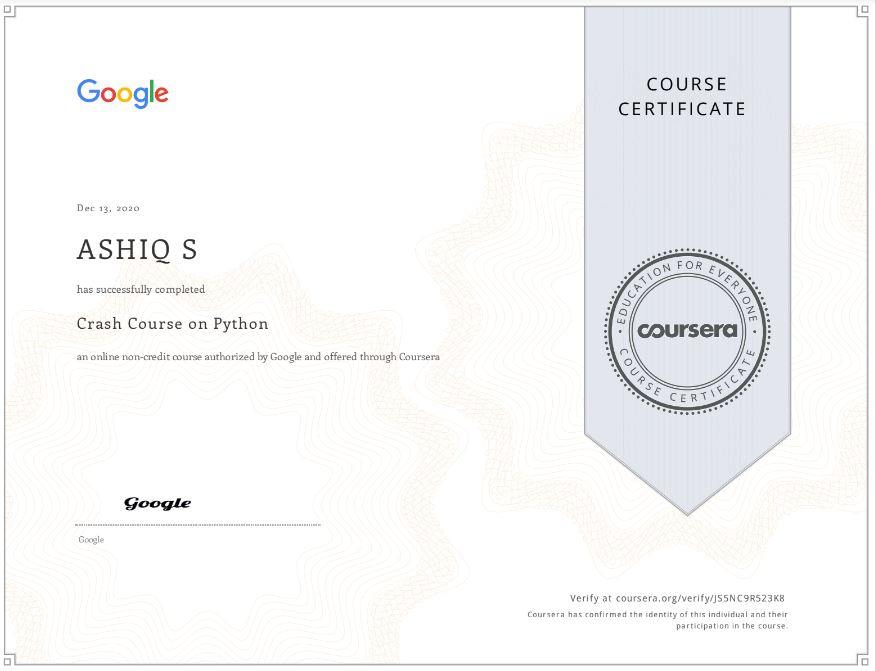 Google
COURSE
CERTIFICATE
Dec 13, 2020
ASHIQ S
has successfully completed
Crash Course on Python
an online non-credit course authorized by Google and offered through Coursera
EDUCATION FOR EVERYONE
coursera
COURSE CERTIFICATE
Google
Google
Verify at coursera.org/verify/JS5NC9R523K8
Coursera has confirmed the identity of this individual and their
participation in the course.